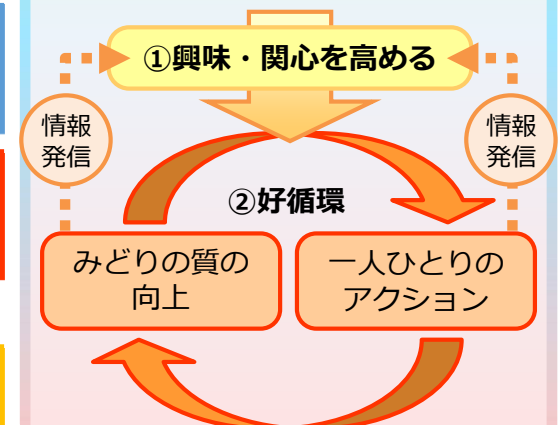 ①興味・関心を高める
情報
発信
情報
発信
②好循環
みどりの質の
向上
一人ひとりの
アクション